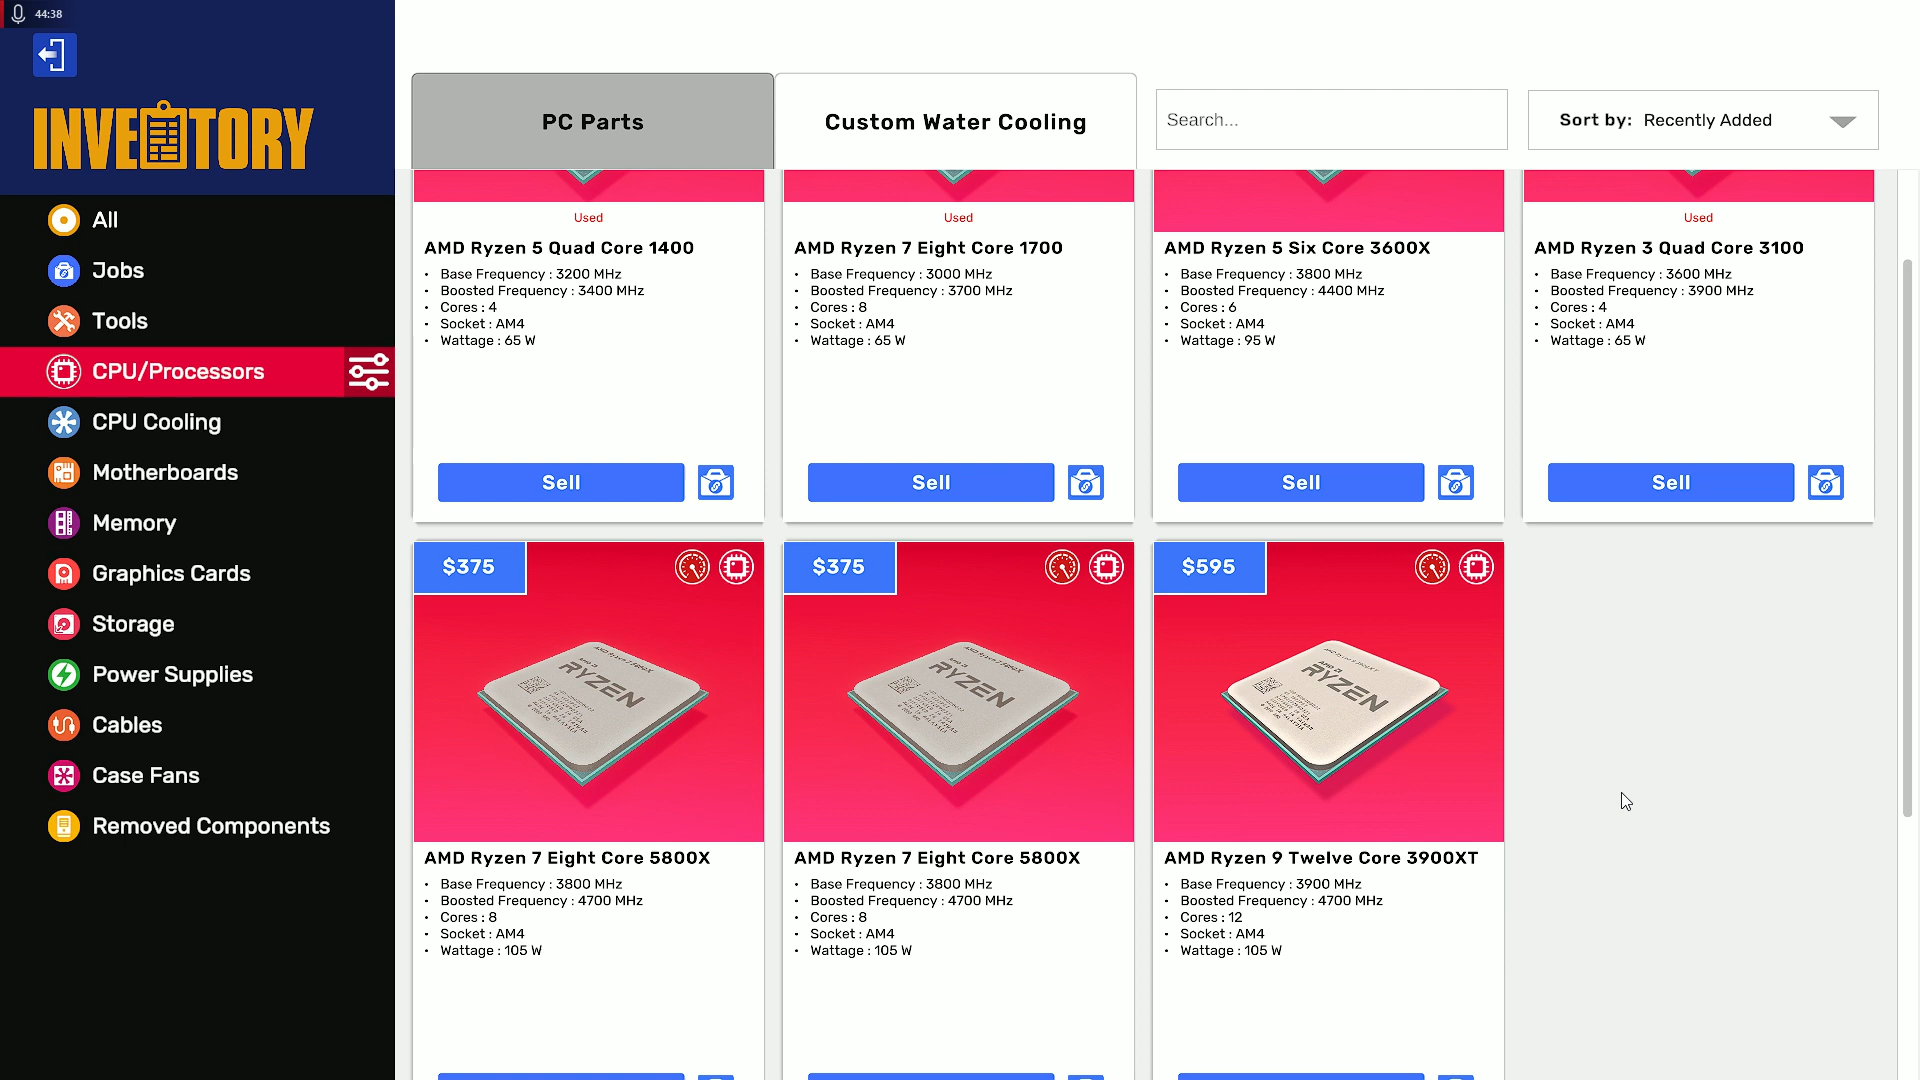 44:38
INVENTORY
All
Jobs
Tools
CPU/Processors
CPU Cooling
Motherboards
Memory
Graphics Cards
Storage
Power Supplies
Cables
Case Fans
Removed Components
PC Parts
Custom Water Cooling
Search...
Sort by: Recently Added
Used
AMD Ryzen 5 Quad Core 1400
• Base Frequency : 3200 MHz
• Boosted Frequency : 3400 MHz
• Cores : 4
• Socket : AM4
• Wattage : 65 W
Sell
Used
AMD Ryzen 7 Eight Core 1700
• Base Frequency : 3000 MHz
• Boosted Frequency : 3700 MHz
• Cores : 8
• Socket : AM4
• Wattage : 65 W
Sell
AMD Ryzen 5 Six Core 3600X
• Base Frequency : 3800 MHz
• Boosted Frequency : 4400 MHz
• Cores : 6
• Socket : AM4
• Wattage : 95 W
Sell
Used
AMD Ryzen 3 Quad Core 3100
• Base Frequency : 3600 MHz
• Boosted Frequency : 3900 MHz
• Cores : 4
• Socket : AM4
• Wattage : 65 W
Sell
$375
RYZEN
AMD Ryzen 7 Eight Core 5800X
• Base Frequency : 3800 MHz
• Boosted Frequency : 4700 MHz
• Cores : 8
• Socket : AM4
• Wattage : 105 W
$375
RYZEN
AMD Ryzen 7 Eight Core 5800X
• Base Frequency : 3800 MHz
• Boosted Frequency : 4700 MHz
• Cores : 8
• Socket : AM4
• Wattage : 105 W
$595
RYZEN
AMD Ryzen 9 Twelve Core 3900XT
• Base Frequency : 3900 MHz
• Boosted Frequency : 4700 MHz
• Cores : 12
• Socket : AM4
• Wattage : 105 W